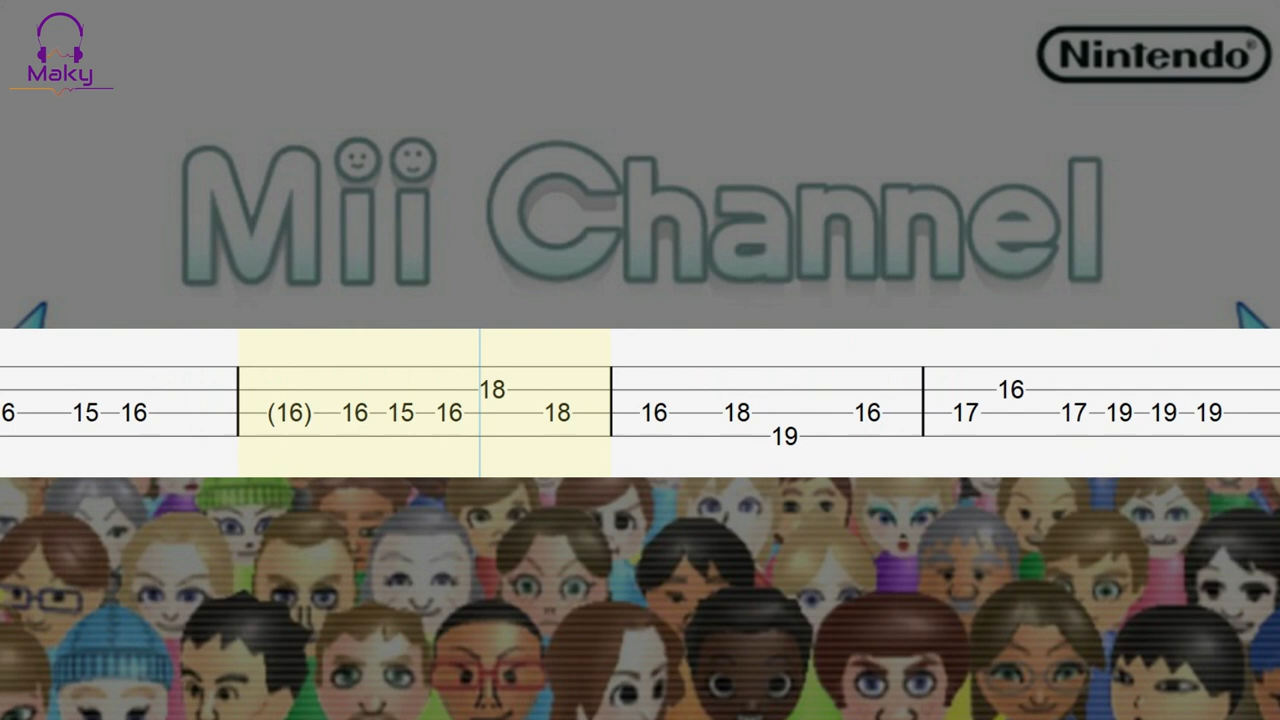 Maky
Nintendo®
Mii Channel
18 16
6 15 16 (16) 16 15 16 18 16 18 16 17 17 19 19 19
19